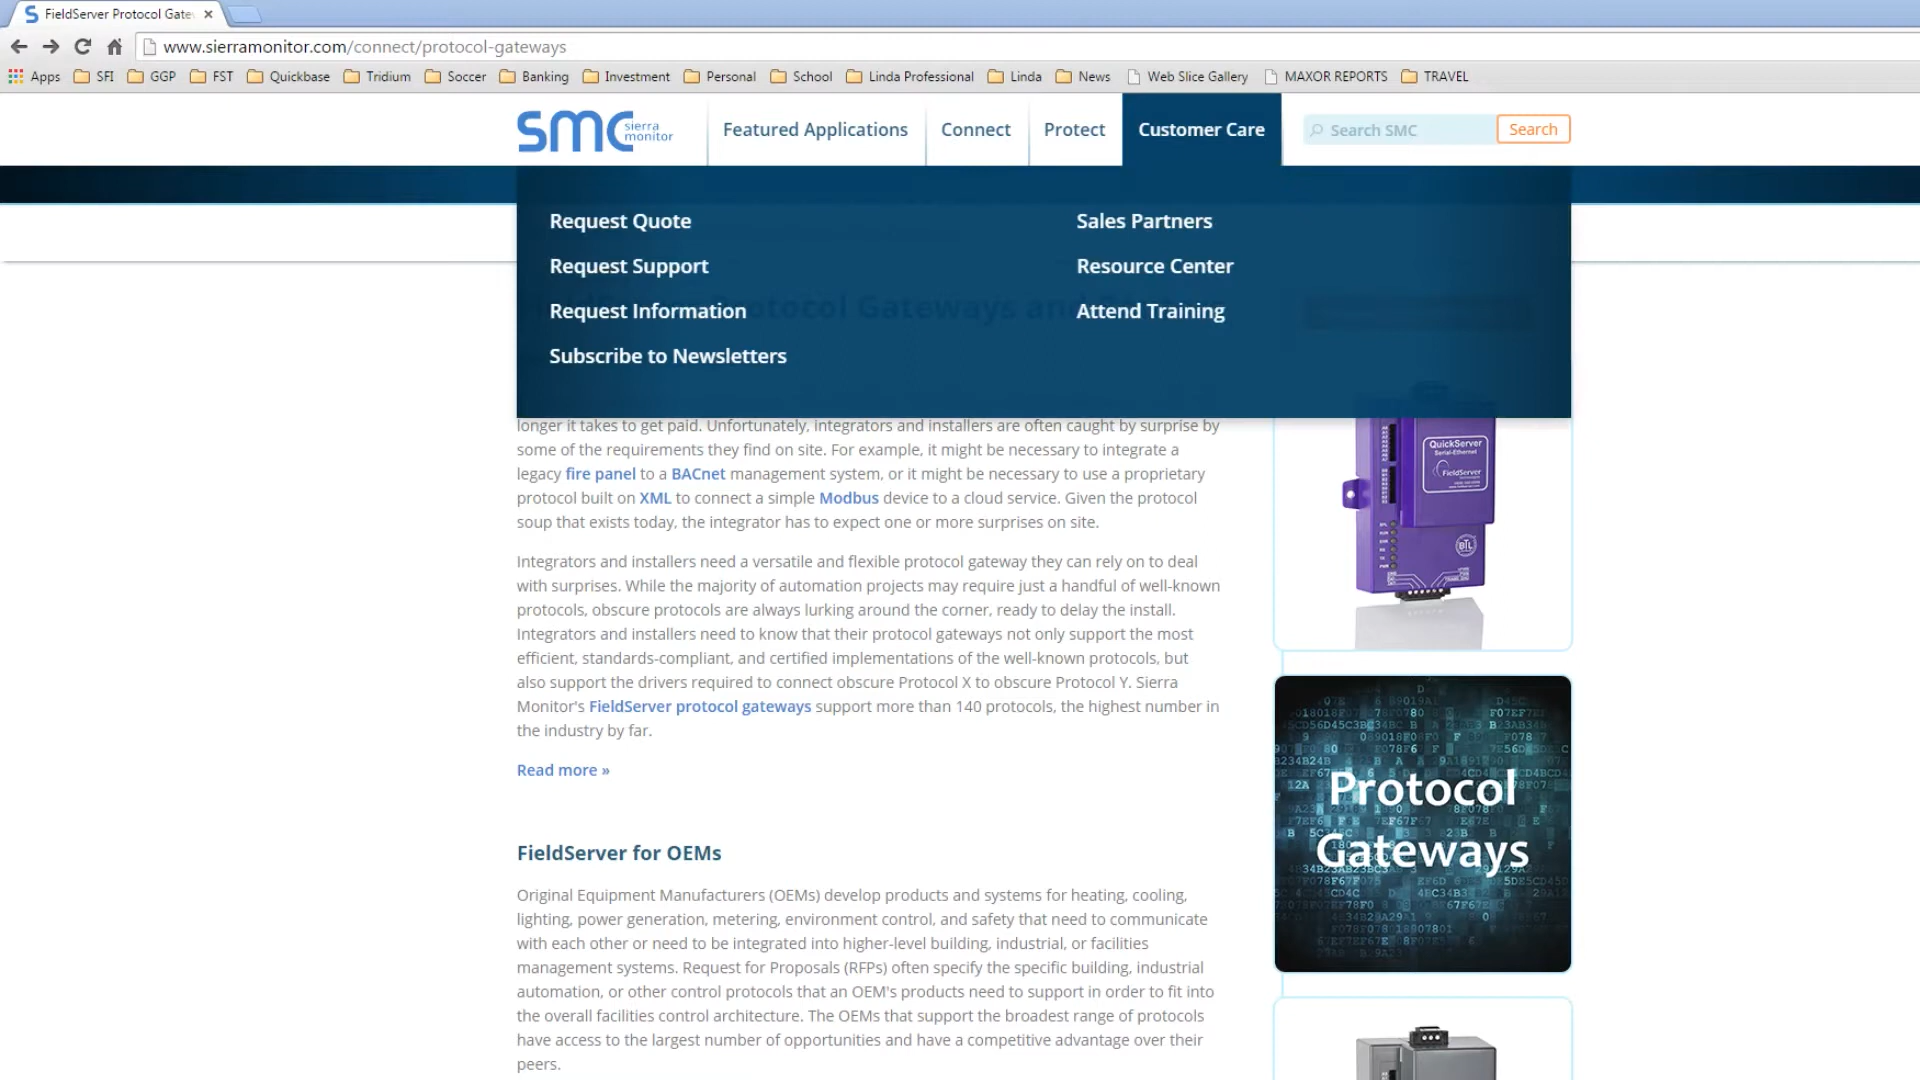 FieldServer Protocol Gate
www.sierramonitor.com/connect/protocol-gateways
Apps SFI GGP FST Quickbase Tridium Soccer Banking Investment Personal School Linda Professional Linda News Web Slice Gallery MAXOR REPORTS TRAVEL
smc sierra monitor
Featured Applications Connect Protect Customer Care Search SMC Search
Request Quote Sales Partners
Request Support Resource Center
Request Information Attend Training
Subscribe to Newsletters
longer it takes to get paid. Unfortunately, integrators and installers are often caught by surprise by
some of the requirements they find on site. For example, it might be necessary to integrate a
legacy fire panel to a BACnet management system, or it might be necessary to use a proprietary
protocol built on XML to connect a simple Modbus device to a cloud service. Given the protocol
soup that exists today, the integrator has to expect one or more surprises on site.
Integrators and installers need a versatile and flexible protocol gateway they can rely on to deal
with surprises. While the majority of automation projects may require just a handful of well-known
protocols, obscure protocols are always lurking around the corner, ready to delay the install.
Integrators and installers need to know that their protocol gateways not only support the most
efficient, standards-compliant, and certified implementations of the well-known protocols, but
also support the drivers required to connect obscure Protocol X to obscure Protocol Y. Sierra
Monitor's FieldServer protocol gateways support more than 140 protocols, the highest number in
the industry by far.
Read more »
FieldServer for OEMs
Original Equipment Manufacturers (OEMs) develop products and systems for heating, cooling,
lighting, power generation, metering, environment control, and safety that need to communicate
with each other or need to be integrated into higher-level building, industrial, or facilities
management systems. Request for Proposals (RFPs) often specify the specific building, industrial
automation, or other control protocols that an OEM's products need to support in order to fit into
the overall facilities control architecture. The OEMs that support the broadest range of protocols
have access to the largest number of opportunities and have a competitive advantage over their
peers.
QuickServer
Serial-Ethernet
FieldServer
BTL
Protocol
Gateways